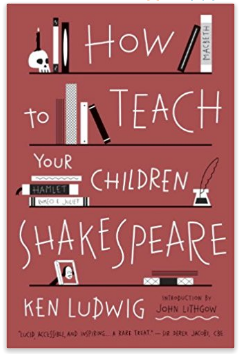 HOW
MACBETH
TO TEACH
YOUR CHILDREN
HAMLET
ROMEO & JULIET
SHAKESPEARE
KEN LUDWIG
INTRODUCTION BY
JOHN LITHGOW
"LUCID, ACCESSIBLE, AND INSPIRING... A RARE TREAT." — SIR DEREK JACOBI, CBE